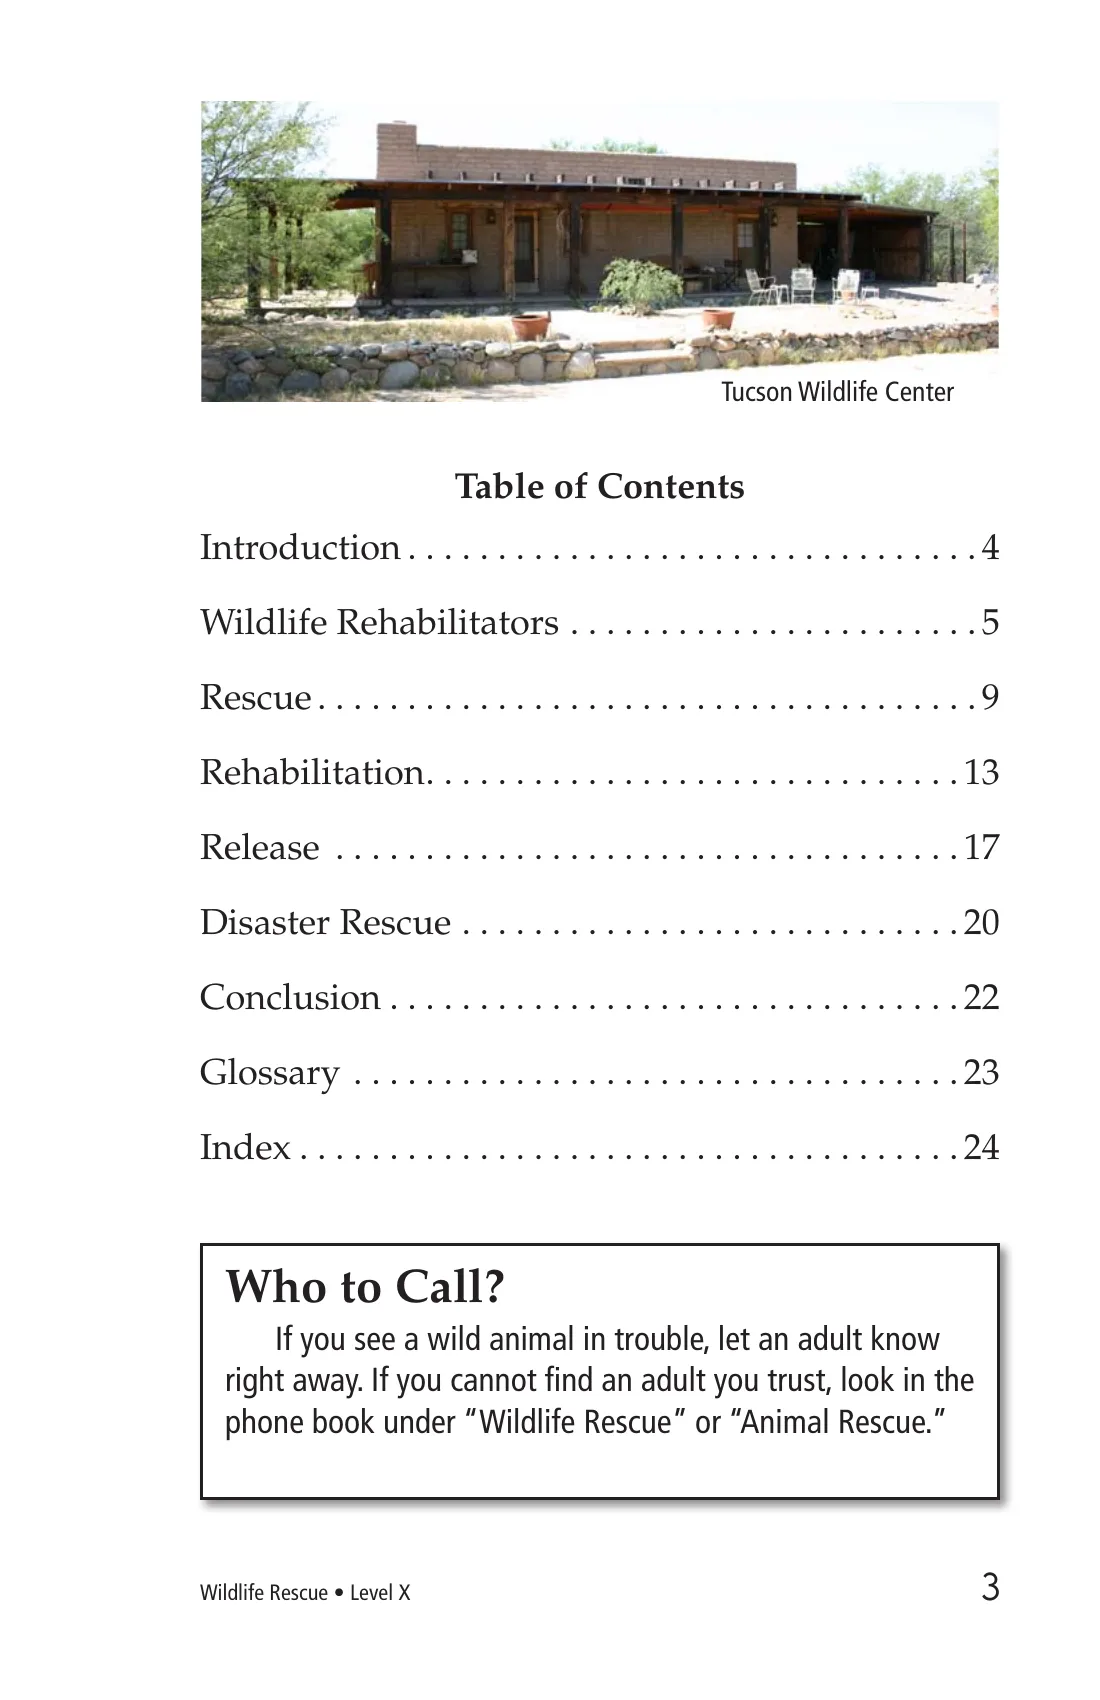 Tucson Wildlife Center
Table of Contents
Introduction . . . . . . . . . . . . . . . . . . . . . . . . . . . . . . . . 4
Wildlife Rehabilitators . . . . . . . . . . . . . . . . . . . . . . . 5
Rescue . . . . . . . . . . . . . . . . . . . . . . . . . . . . . . . . . . . . . 9
Rehabilitation. . . . . . . . . . . . . . . . . . . . . . . . . . . . . . 13
Release . . . . . . . . . . . . . . . . . . . . . . . . . . . . . . . . . . . 17
Disaster Rescue . . . . . . . . . . . . . . . . . . . . . . . . . . . . 20
Conclusion . . . . . . . . . . . . . . . . . . . . . . . . . . . . . . . . 22
Glossary . . . . . . . . . . . . . . . . . . . . . . . . . . . . . . . . . . 23
Index . . . . . . . . . . . . . . . . . . . . . . . . . . . . . . . . . . . . . 24
Who to Call?
If you see a wild animal in trouble, let an adult know
right away. If you cannot find an adult you trust, look in the
phone book under “Wildlife Rescue” or “Animal Rescue.”
Wildlife Rescue • Level X
3